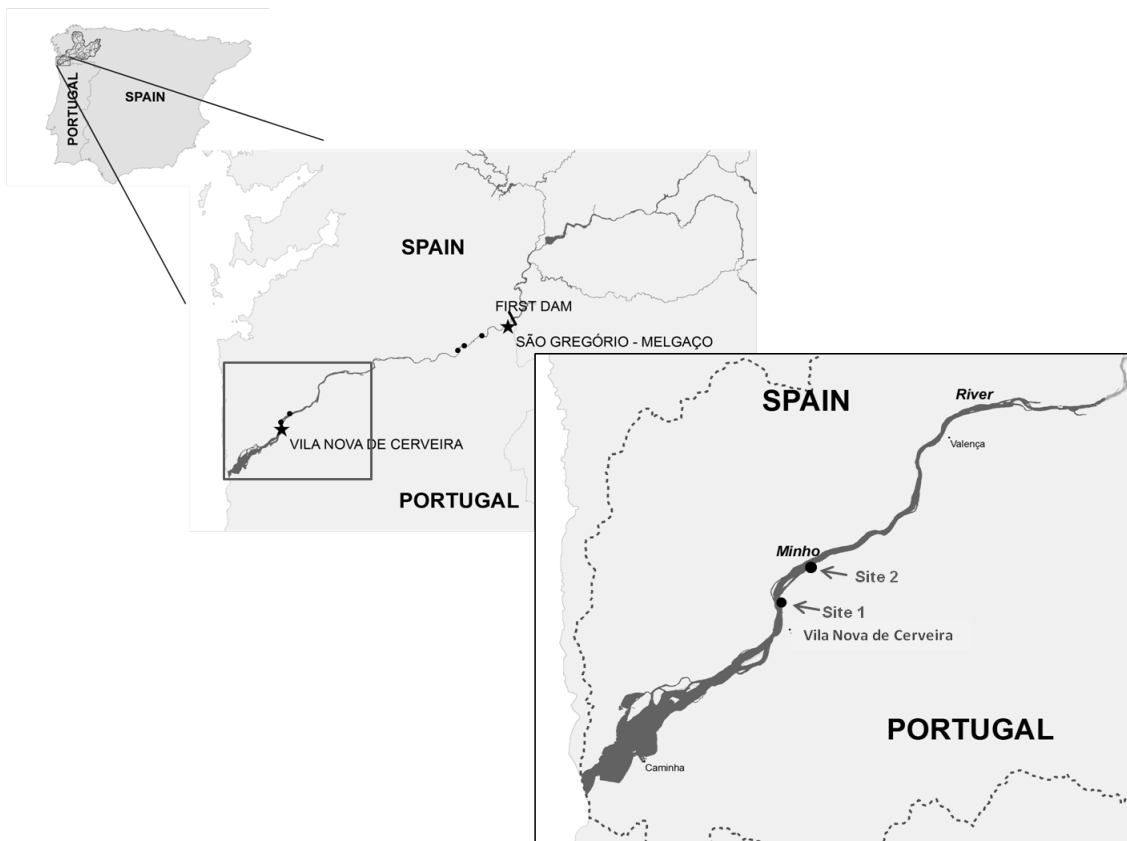 PORTUGAL
SPAIN
SPAIN
FIRST DAM
SÃO GREGÓRIO - MELGAÇO
VILA NOVA DE CERVEIRA
PORTUGAL
SPAIN
River
Valença
Minho
Site 2
Site 1
Vila Nova de Cerveira
PORTUGAL
Caminha